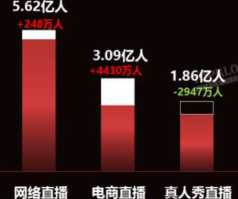 5.62亿人
+248万人
3.09亿人
+4430万人
1.86亿人
-2947万人
网络直播
电商直播
真人秀直播